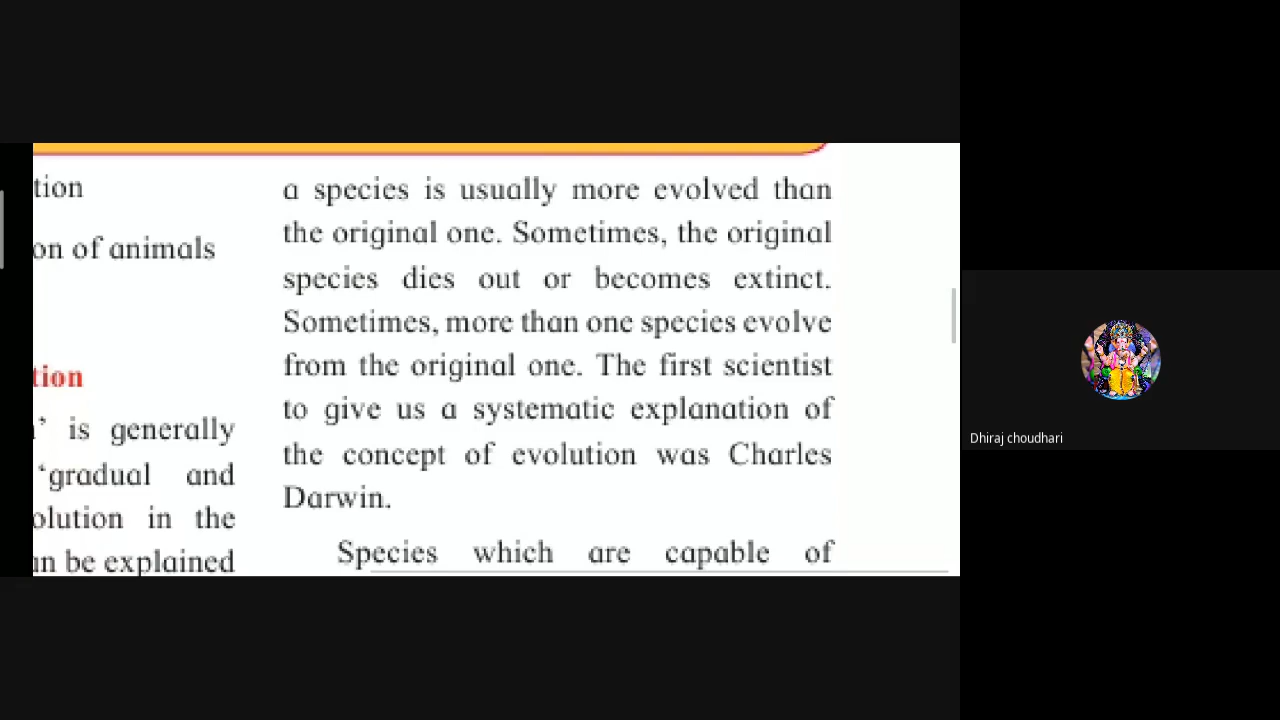 tion
on of animals
tion
is generally
'gradual and
olution in the
an be explained
a species is usually more evolved than
the original one. Sometimes, the original
species dies out or becomes extinct.
Sometimes, more than one species evolve
from the original one. The first scientist
to give us a systematic explanation of
the concept of evolution was Charles
Darwin.
Species which are capable of
Dhiraj choudhari